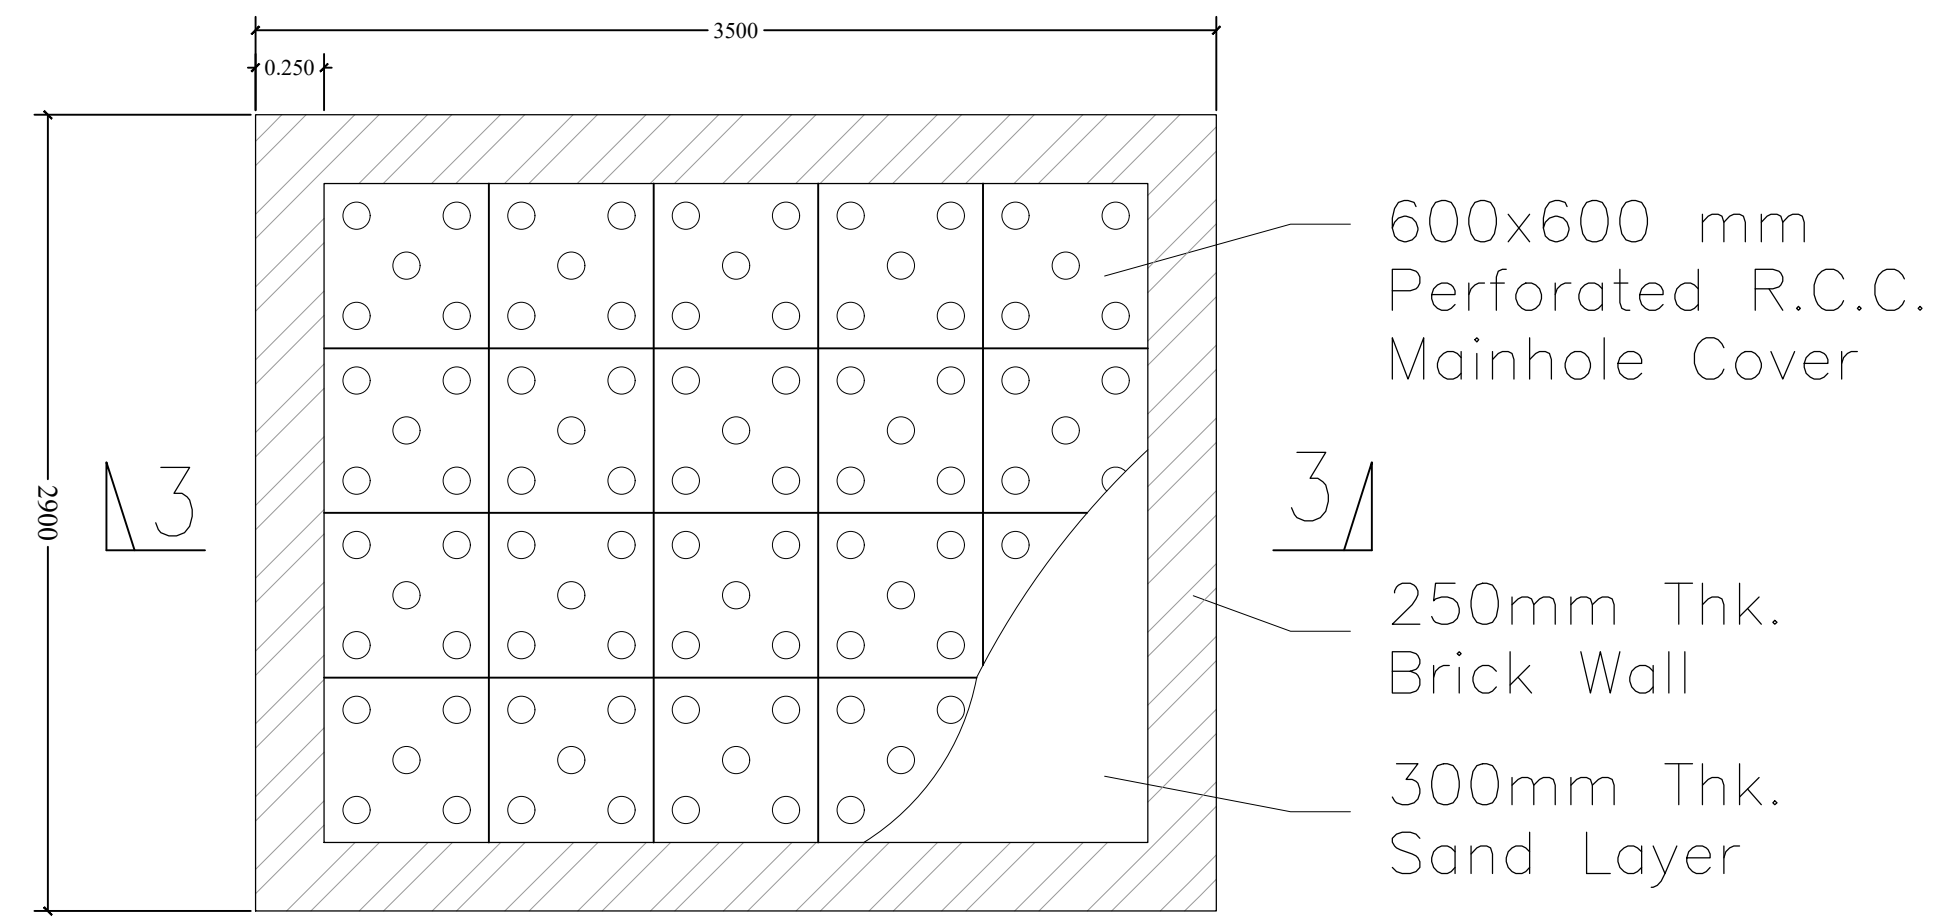 3500
0.250
600x600 mm
Perforated R.C.C.
Mainhole Cover
2900
3
3
250mm Thk.
Brick Wall
300mm Thk.
Sand Layer